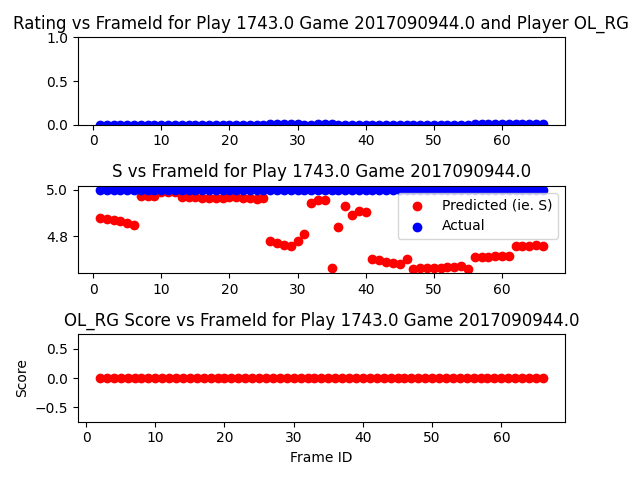 Rating vs FrameId for Play 1743.0 Game 2017090944.0 and Player OL_RG
1.0
0.5
0.0
0 10 20 30 40 50 60
S vs FrameId for Play 1743.0 Game 2017090944.0
5.0
4.8
Predicted (ie. S)
Actual
0 10 20 30 40 50 60
OL_RG Score vs FrameId for Play 1743.0 Game 2017090944.0
Score
0.5
0.0
−0.5
0 10 20 30 40 50 60
Frame ID